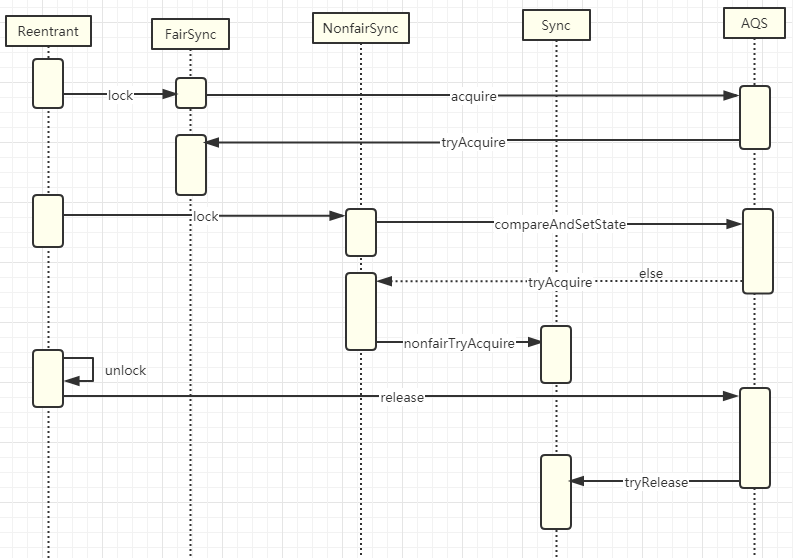 Reentrant
FairSync
NonfairSync
Sync
AQS
lock
acquire
tryAcquire
lock
compareAndSetState
else
tryAcquire
nonfairTryAcquire
unlock
release
tryRelease